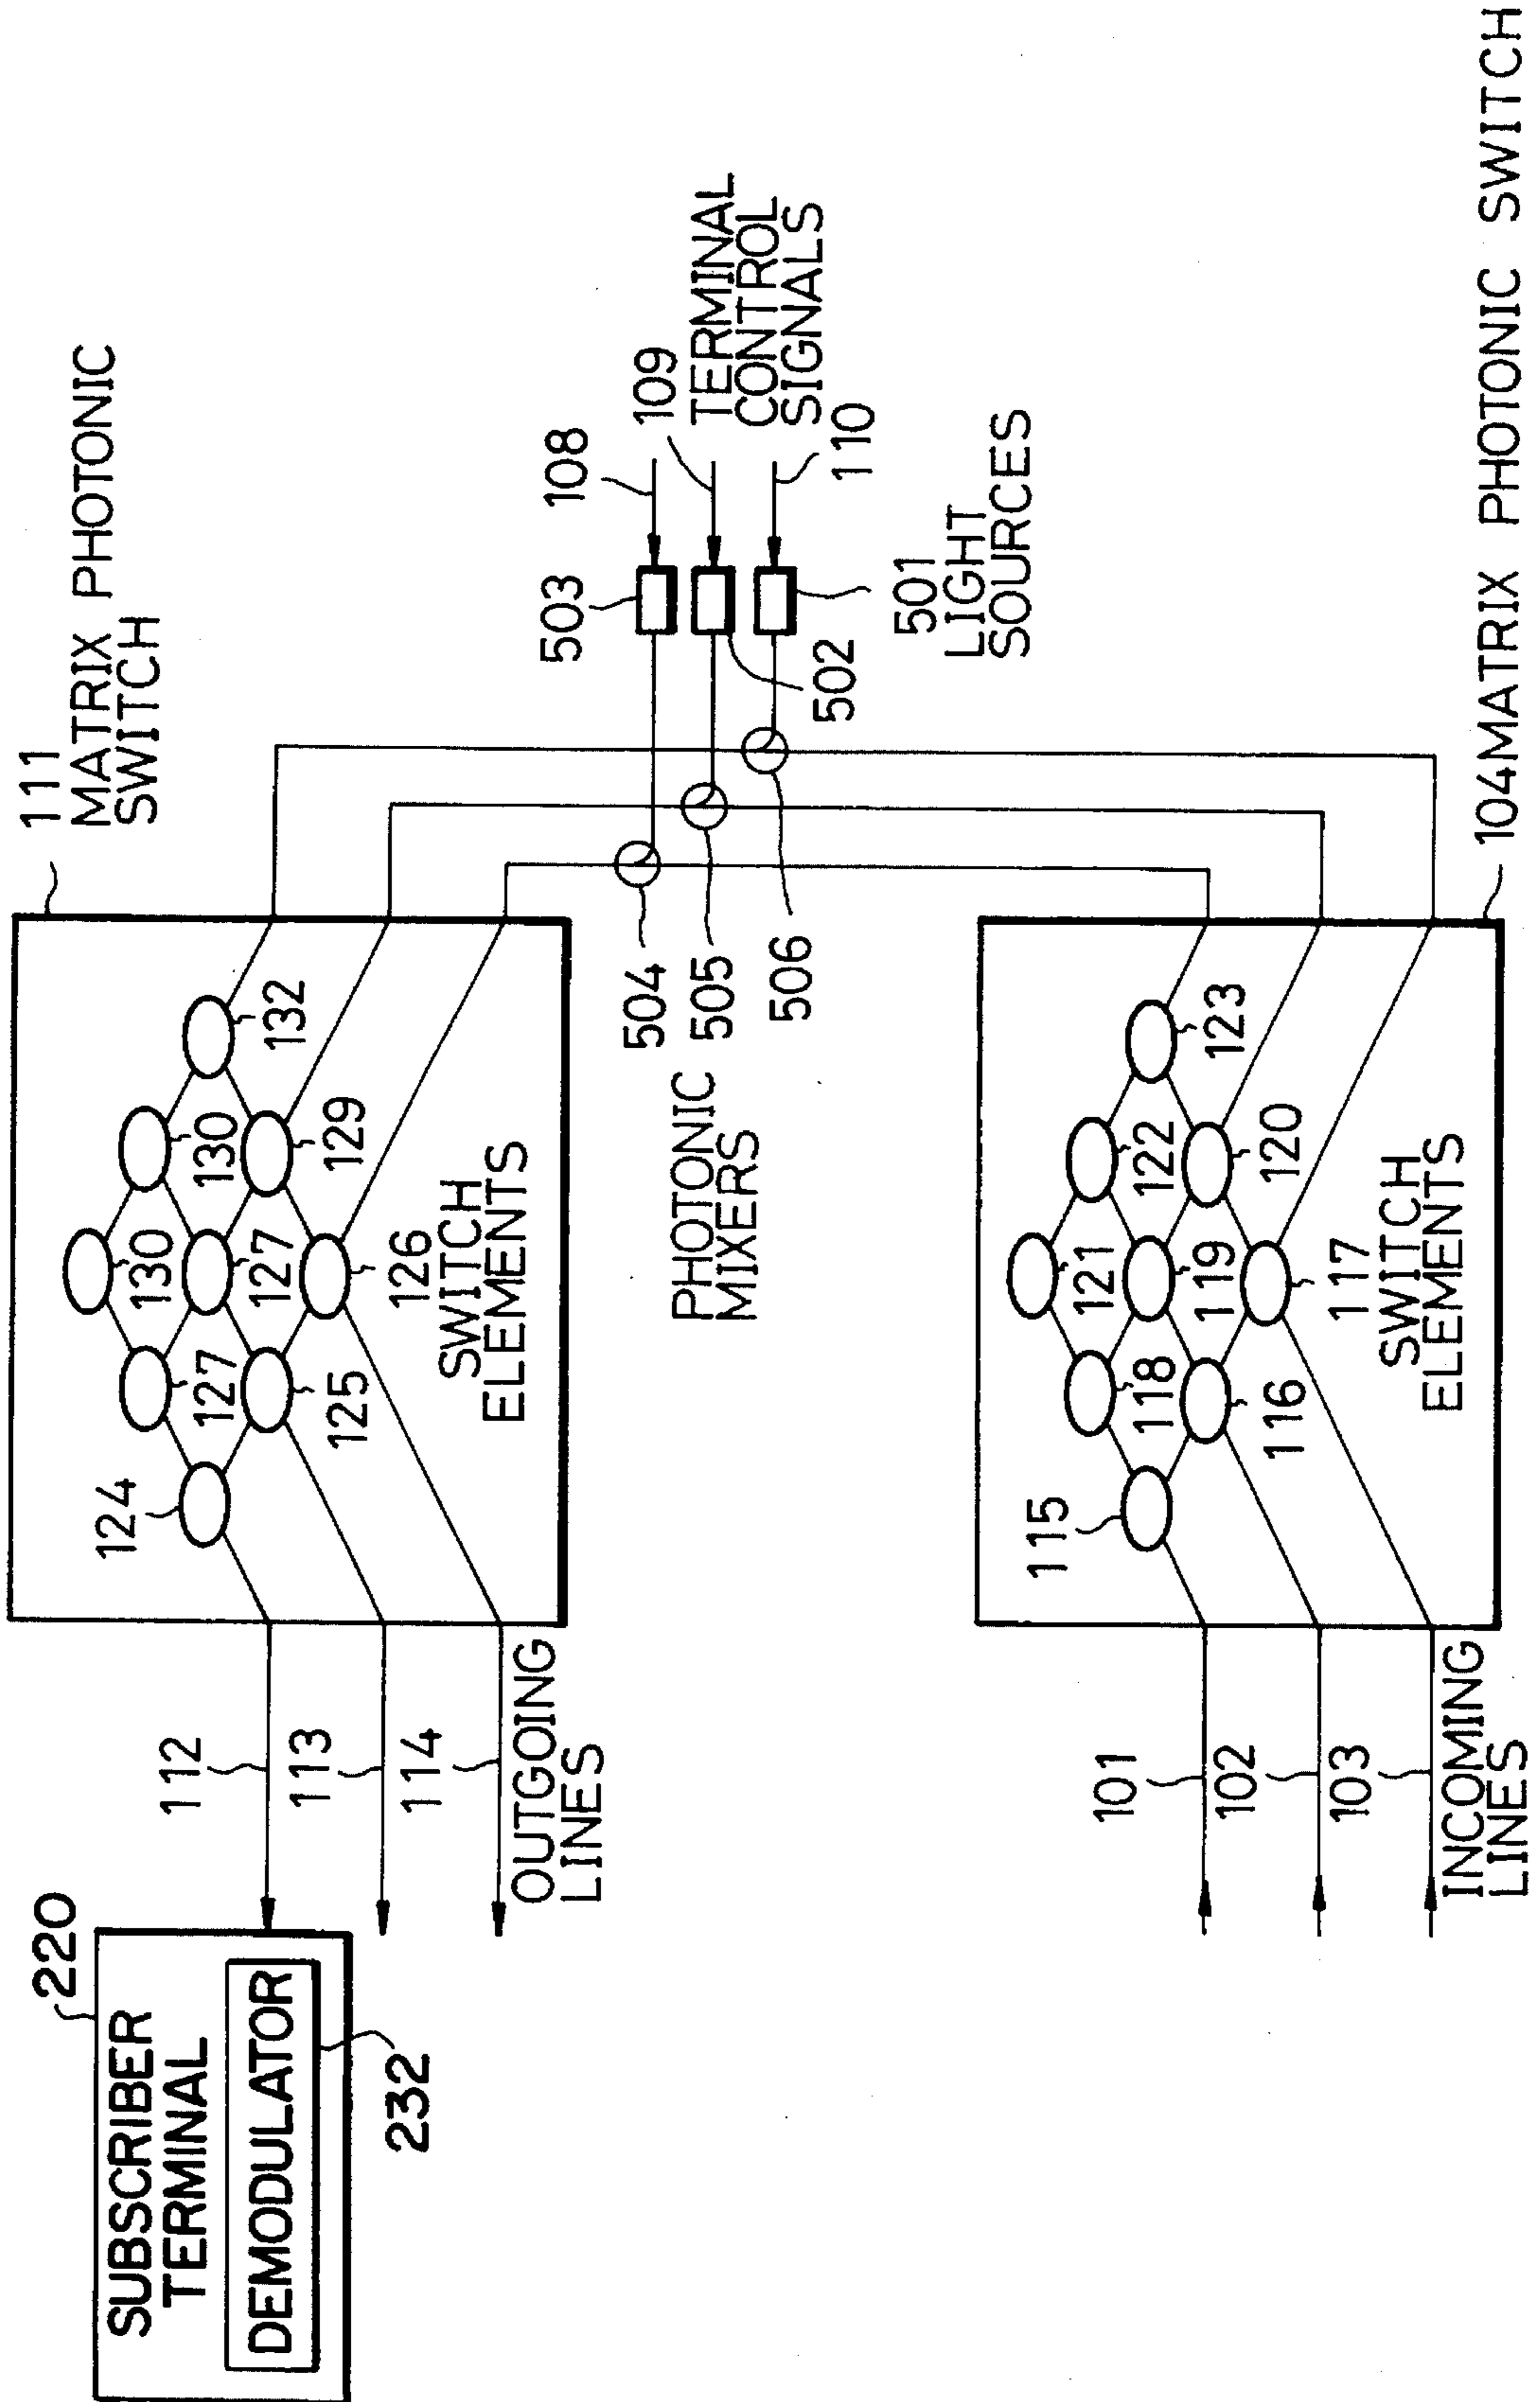 220
SUBSCRIBER
TERMINAL
DEMODULATOR
232
112
113
114
OUTGOING
LINES
111
MATRIX PHOTONIC
SWITCH
124
127
130
130
132
125
127
129
126
SWITCH
ELEMENTS
504
505
506
PHOTONIC
MIXERS
503
502
501
LIGHT
SOURCES
108
109
TERMINAL
CONTROL
SIGNALS
110
101
102
103
INCOMING
LINES
115
118
121
122
123
116
119
120
117
SWITCH
ELEMENTS
104 MATRIX PHOTONIC SWITCH